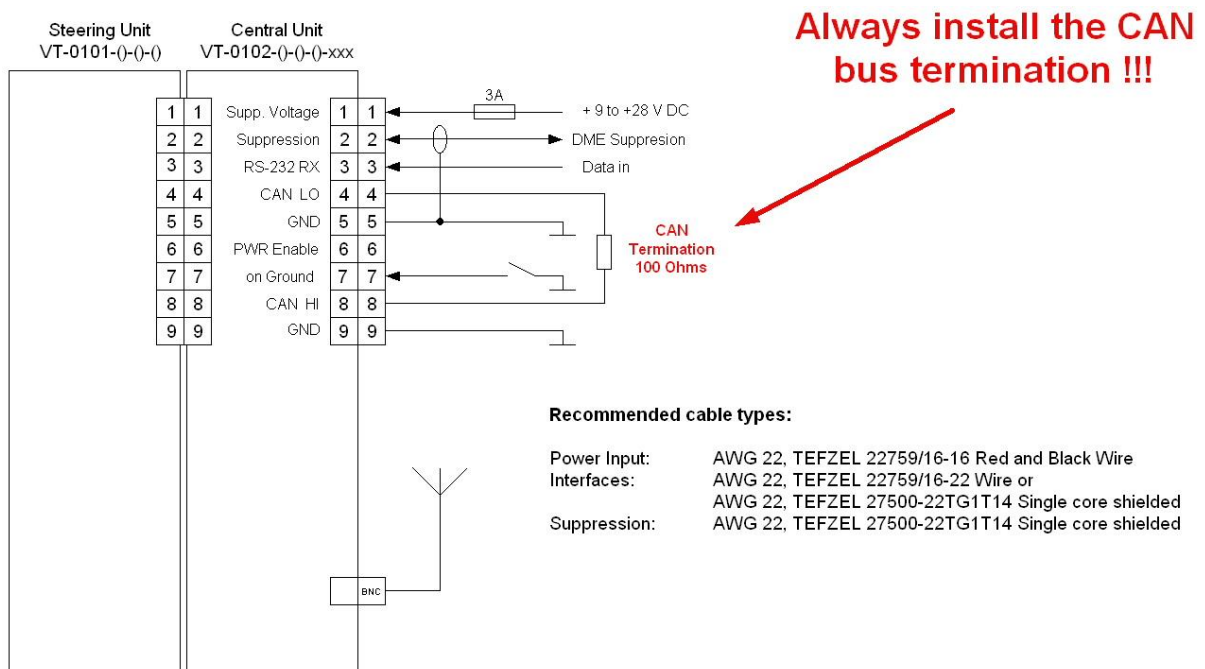 Always install the CAN
bus termination !!!
Steering Unit
VT-0101-()-()-()
Central Unit
VT-0102-()-()-()-xxx
1 1 Supp. Voltage 1 1 3A + 9 to +28 V DC
2 2 Suppression 2 2 DME Suppresion
3 3 RS-232 RX 3 3 Data in
4 4 CAN LO 4 4
5 5 GND 5 5
6 6 PWR Enable 6 6
7 7 on Ground 7 7
8 8 CAN HI 8 8
9 9 GND 9 9
CAN
Termination
100 Ohms
Recommended cable types:
Power Input: AWG 22, TEFZEL 22759/16-16 Red and Black Wire
Interfaces: AWG 22, TEFZEL 22759/16-22 Wire or
AWG 22, TEFZEL 27500-22TG1T14 Single core shielded
Suppression: AWG 22, TEFZEL 27500-22TG1T14 Single core shielded
BNC